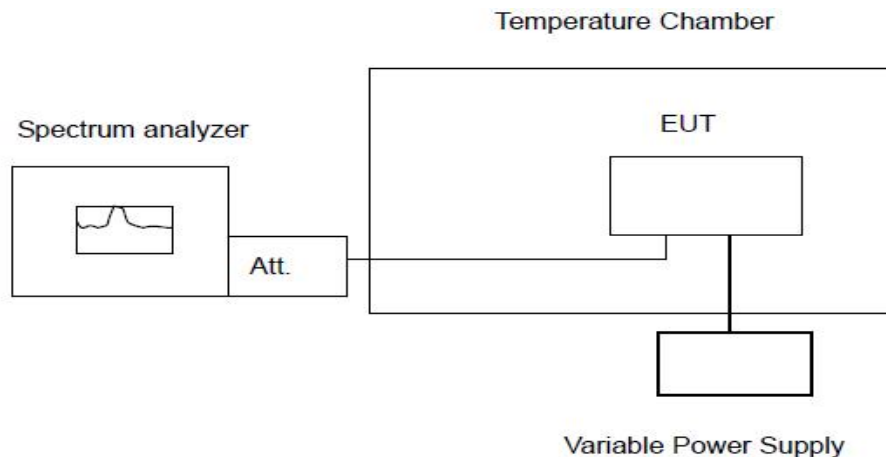 Temperature Chamber
Spectrum analyzer
EUT
Att.
Variable Power Supply